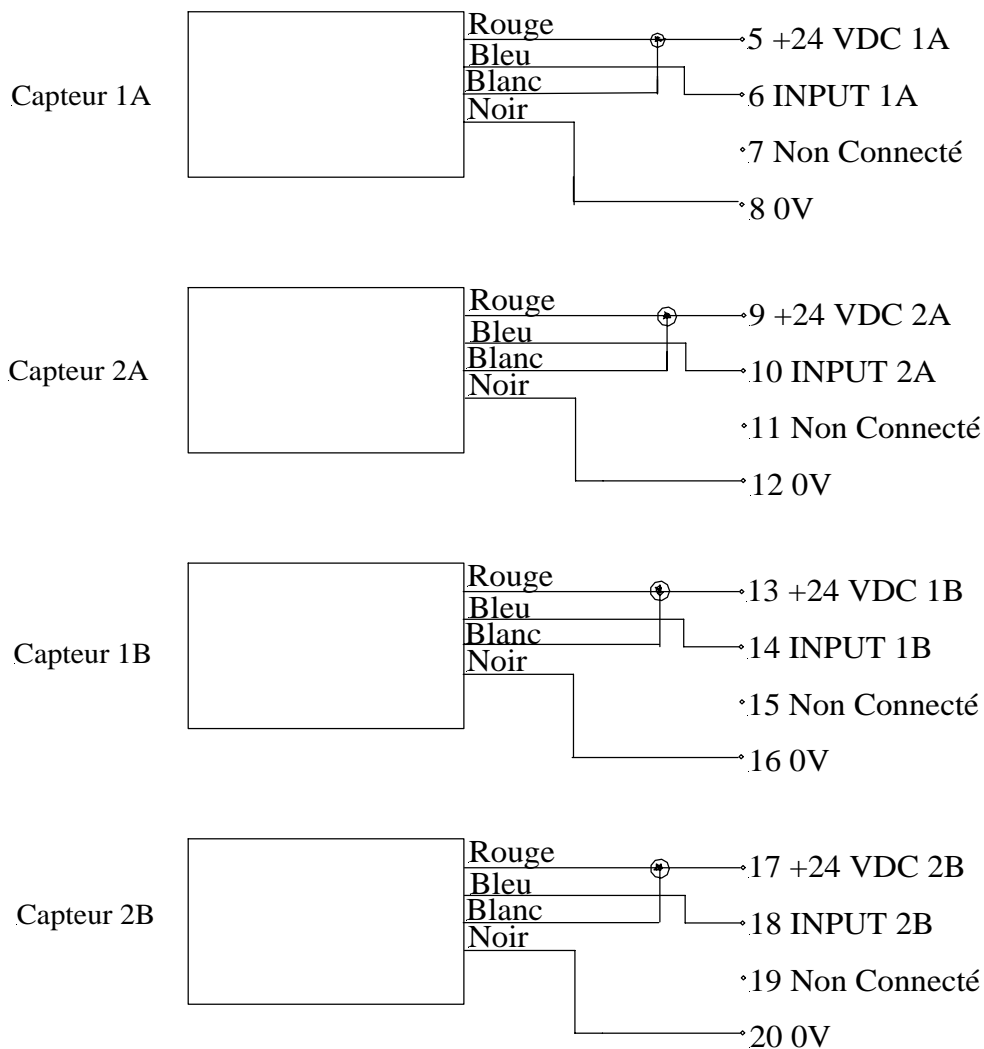 Rouge
5 +24 VDC 1A
Bleu
Capteur 1A
Blanc
6 INPUT 1A
Noir
7 Non Connecté
8 0V
Rouge
9 +24 VDC 2A
Bleu
Capteur 2A
Blanc
10 INPUT 2A
Noir
11 Non Connecté
12 0V
Rouge
13 +24 VDC 1B
Bleu
Capteur 1B
Blanc
14 INPUT 1B
Noir
15 Non Connecté
16 0V
Rouge
17 +24 VDC 2B
Bleu
Capteur 2B
Blanc
18 INPUT 2B
Noir
19 Non Connecté
20 0V